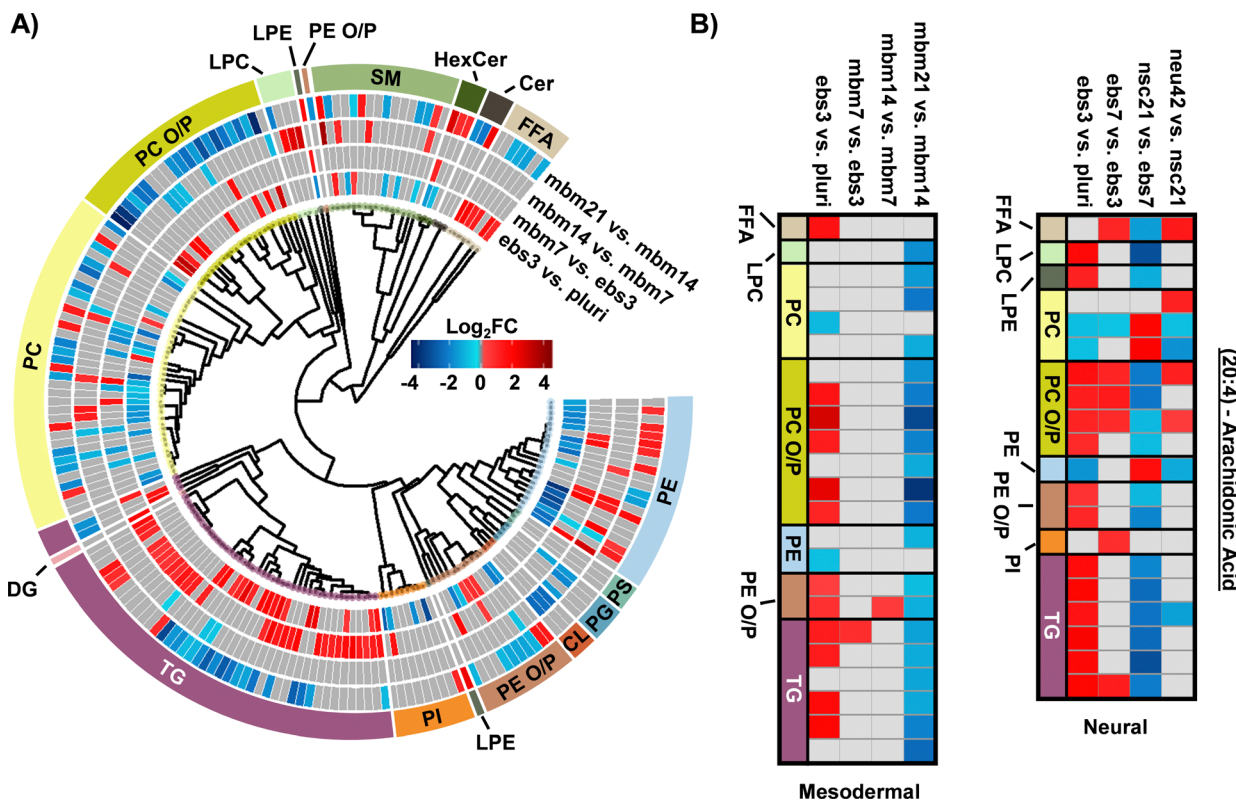 A)
LPC
LPE
PE O/P
SM
HexCer
Cer
FFA
PC O/P
PC
mbm21 vs. mbm14
mbm14 vs. mbm7
mbm7 vs. ebs3
ebs3 vs. pluri
Log2FC
-4
-2
0
2
4
PE
PS
PG
CL
PE O/P
LPE
PI
TG
DG
B)
ebs3 vs. pluri
mbm7 vs. ebs3
mbm14 vs. mbm7
mbm21 vs. mbm14
FFA
LPC
PC
PC O/P
PE
PE O/P
TG
Mesodermal
ebs3 vs. pluri
ebs7 vs. ebs3
nsc21 vs. ebs7
neu42 vs. nsc21
FFA
LPC
LPE
PC
PC O/P
PE
PE O/P
PI
TG
Neural
(20:4) - Arachidonic Acid